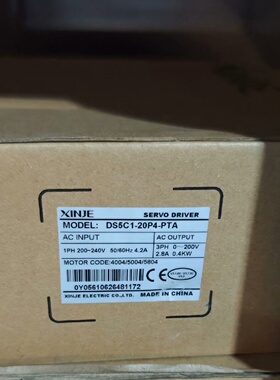 XINJE SERVO DRIVER
MODEL: DS5C1-20P4-PTA
AC INPUT AC OUTPUT
1PH 200~240V 50/60Hz 4.2A 3PH 0~200V
2.8A 0.4KW
MOTOR CODE:4004/5004/5804
0Y05610626481172
XINJE ELECTRIC CO.,LTD. MADE IN CHINA